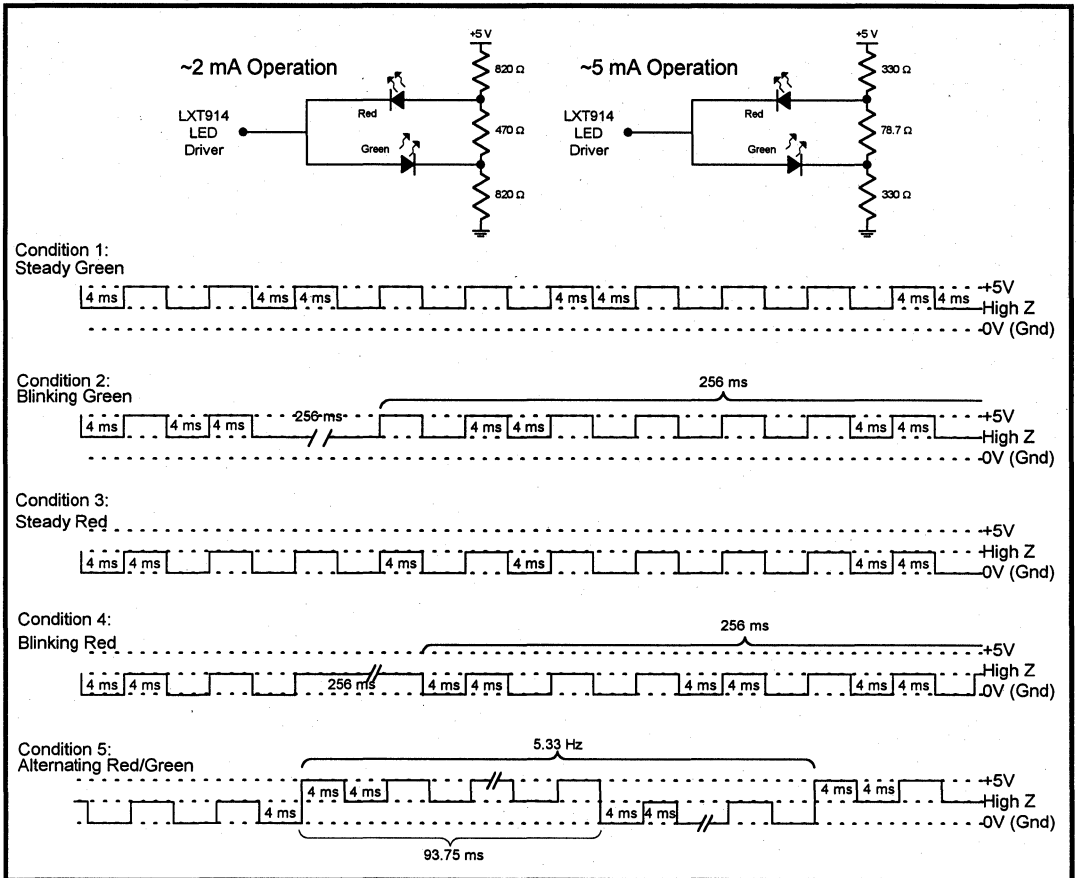 +5 V
+5 V
~2 mA Operation
820 Ω
~5 mA Operation
330 Ω
LXT914
LED
Driver
Red
470 Ω
Green
820 Ω
LXT914
LED
Driver
Red
78.7 Ω
Green
330 Ω
Condition 1:
Steady Green
4 ms 4 ms 4 ms 4 ms 4 ms 4 ms 4 ms
+5V
High Z
0V (Gnd)
Condition 2:
Blinking Green
256 ms
4 ms 4 ms 4 ms 256 ms 4 ms 4 ms 4 ms 4 ms
+5V
High Z
0V (Gnd)
Condition 3:
Steady Red
+5V
High Z
0V (Gnd)
4 ms 4 ms 4 ms 4 ms 4 ms 4 ms
Condition 4:
Blinking Red
256 ms
+5V
High Z
0V (Gnd)
4 ms 4 ms 256 ms 4 ms 4 ms 4 ms 4 ms 4 ms 4 ms
Condition 5:
Alternating Red/Green
5.33 Hz
+5V
High Z
0V (Gnd)
4 ms 4 ms 4 ms 4 ms
4 ms 4 ms 4 ms
93.75 ms